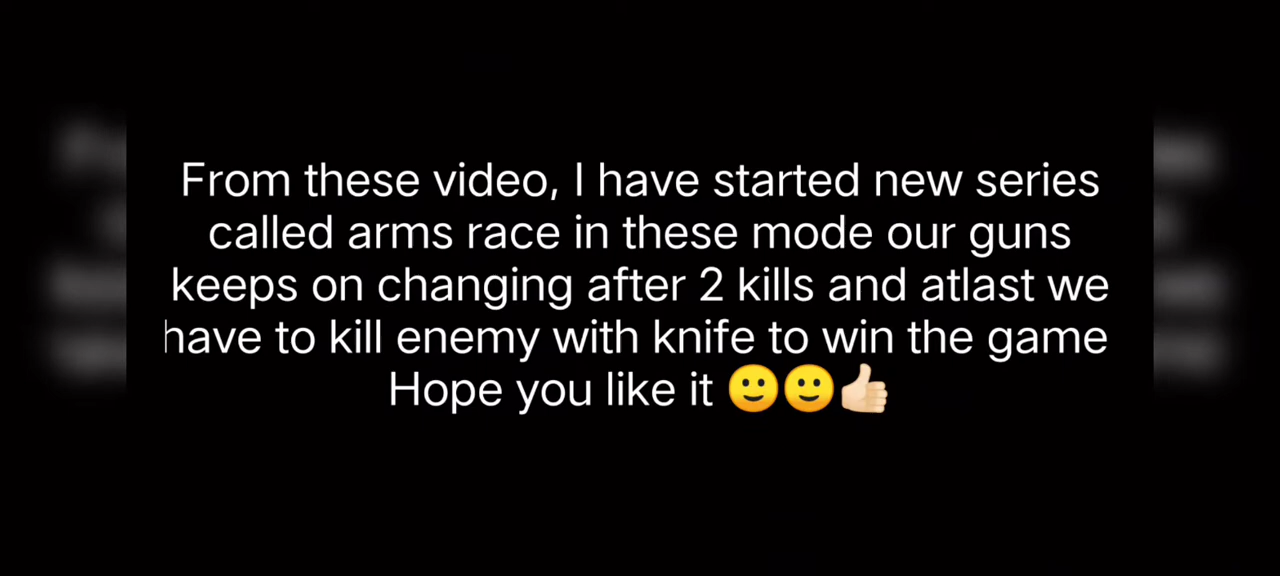 From these video, I have started new series
called arms race in these mode our guns
keeps on changing after 2 kills and atlast we
have to kill enemy with knife to win the game
Hope you like it 🙂🙂👍🏻